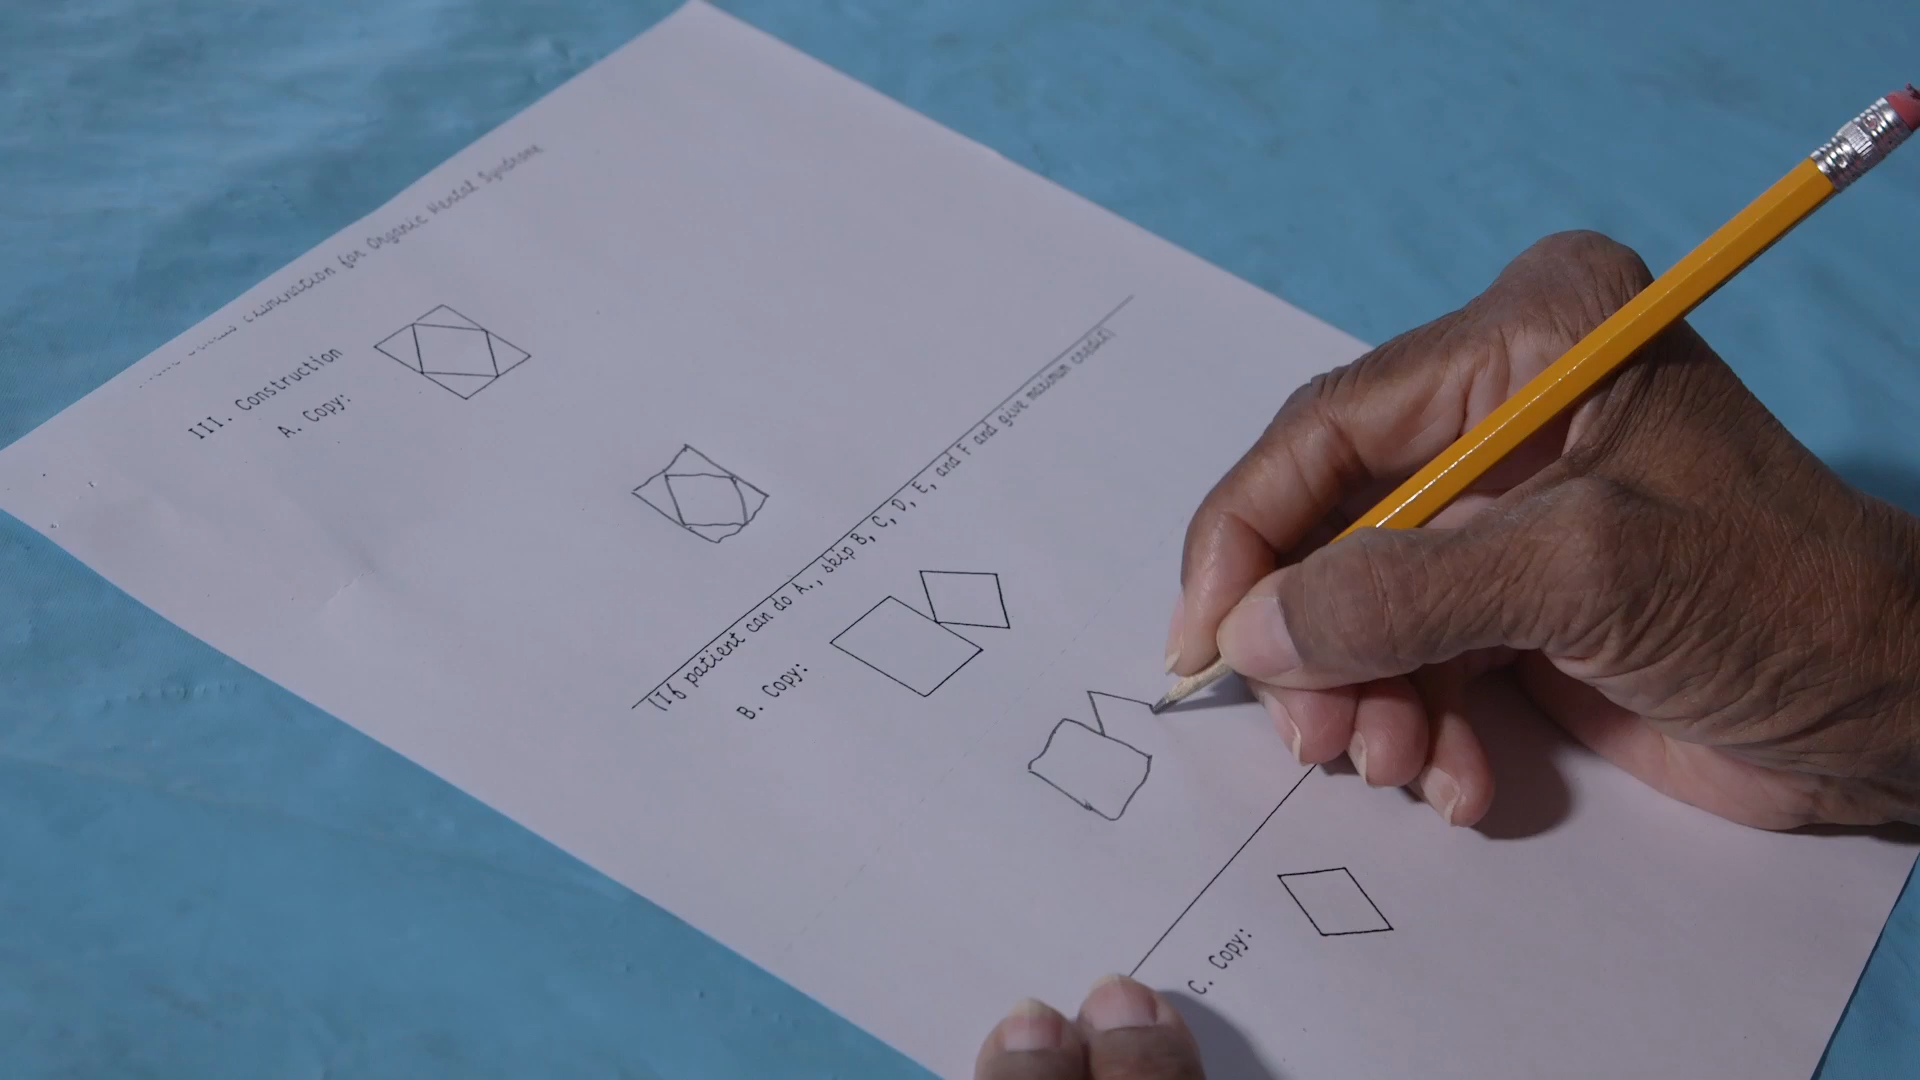 Examination for Organic Mental Syndrome
III. Construction
A. Copy:
(If patient can do A., skip B, C, D, E, and F and give maximum credit)
B. Copy:
C. Copy: